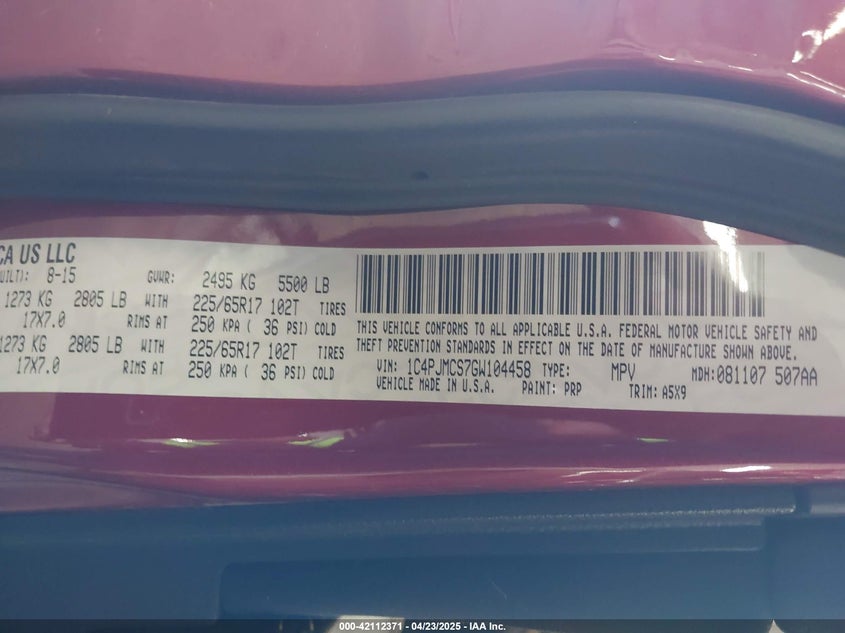 CA US LLC
UILT): 8-15 GVWR: 2495 KG 5500 LB
1273 KG 2805 LB WITH 225/65R17 102T TIRES
17X7.0 RIMS AT 250 KPA ( 36 PSI) COLD
1273 KG 2805 LB WITH 225/65R17 102T TIRES
17X7.0 RIMS AT 250 KPA ( 36 PSI) COLD
THIS VEHICLE CONFORMS TO ALL APPLICABLE U.S.A. FEDERAL MOTOR VEHICLE SAFETY AND
THEFT PREVENTION STANDARDS IN EFFECT ON THE DATE OF MANUFACTURE SHOWN ABOVE.
VIN: 1C4PJMCS7GW104458 TYPE: MPV MDH:081107 507AA
VEHICLE MADE IN U.S.A. PAINT: PRP TRIM: A5X9
000-42112371 - 04/23/2025 - IAA Inc.